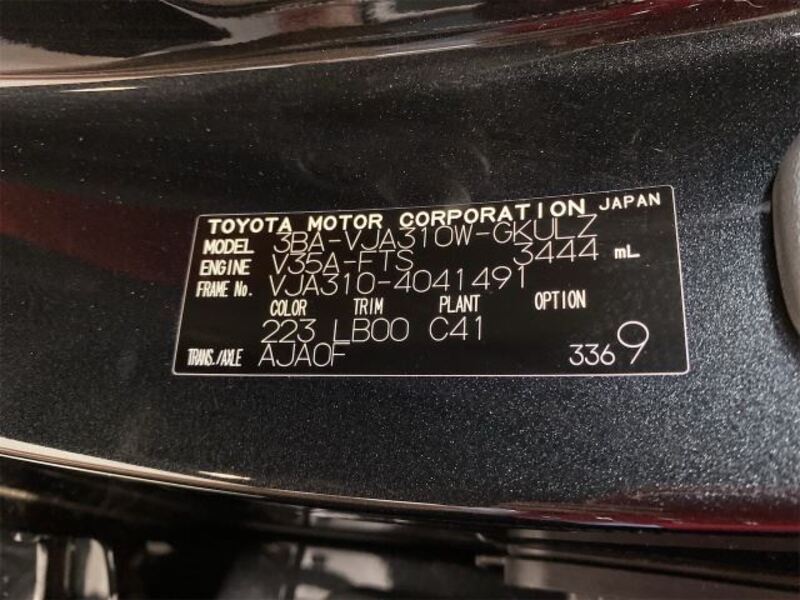 TOYOTA MOTOR CORPORATION JAPAN
MODEL 3BA-VJA310W-GKULZ
ENGINE V35A-FTS 3444 mL
FRAME No. VJA310-4041491
COLOR TRIM PLANT OPTION
223 LB00 C41
TRANS./AXLE AJA0F 3369